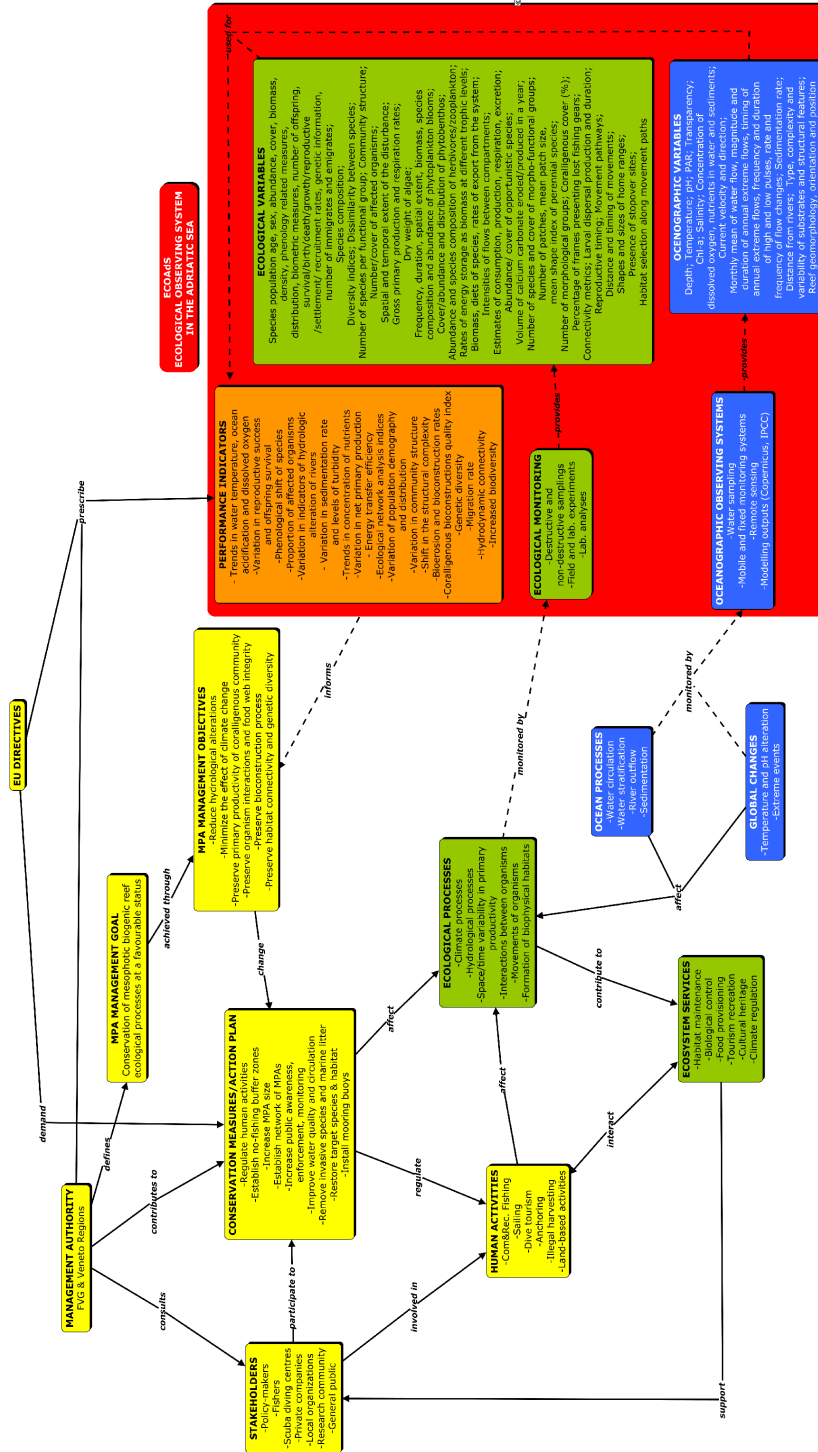 ECOAdS
ECOLOGICAL OBSERVING SYSTEM
IN THE ADRIATIC SEA
EU DIRECTIVES
demand
prescribe
MANAGEMENT AUTHORITY
FVG & Veneto Regions
defines
contributes to
consults
MPA MANAGEMENT GOAL
Conservation of mesophotic biogenic reef
ecological processes at a favourable status
achieved through
MPA MANAGEMENT OBJECTIVES
-Reduce hydrological alterations
-Minimize the effect of climate change
-Preserve primary productivity of coralligenous community
-Preserve organism interactions and food web integrity
-Preserve bioconstruction process
-Preserve habitat connectivity and genetic diversity
change
informs
STAKEHOLDERS
-Policy-makers
-Fishers
-Scuba diving centres
-Private companies
-Local organizations
-Research community
-General public
participate to
involved in
CONSERVATION MEASURES/ACTION PLAN
-Regulate human activities
-Establish no-fishing buffer zones
-Increase MPA size
-Establish network of MPAs
-Increase public awareness,
enforcement, monitoring
-Improve water quality and circulation
-Remove invasive species and marine litter
-Restore target species & habitat
-Install mooring buoys
affect
regulate
HUMAN ACTIVITIES
-Com&Rec. Fishing
-Sailing
-Dive tourism
-Anchoring
-Illegal harvesting
-Land-based activities
affect
interact
ECOLOGICAL PROCESSES
-Climate processes
-Hydrological processes
-Space/time variability in primary
productivity
-Interactions between organisms
-Movements of organisms
-Formation of biophysical habitats
monitored by
contribute to
ECOSYSTEM SERVICES
-Habitat maintenance
-Biological control
-Food provisioning
-Tourism recreation
-Cultural heritage
-Climate regulation
support
OCEAN PROCESSES
-Water circulation
-Water stratification
-River outflow
-Sedimentation
GLOBAL CHANGES
-Temperature and pH alteration
-Extreme events
affect
monitored by
PERFORMANCE INDICATORS
- Trends in water temperature, ocean
acidification and dissolved oxygen
-Variation in reproductive success
and offspring survival
-Phenological shift of species
-Proportion of affected organisms
-Variation in indicators of hydrologic
alteration of rivers
- Variation in sedimentation rate
and levels of turbidity
-Trends in concentration of nutrients
-Variation in net primary production
- Energy transfer efficiency
-Ecological network analysis indices
-Variation of population demography
and distribution
-Variation in community structure
-Shift in the structural complexity
-Bioerosion and bioconstruction rates
-Coralligenous bioconstructions quality index
-Genetic diversity
-Migration rate
-Hydrodynamic connectivity
-Increased biodiversity
used for
ECOLOGICAL MONITORING
-Destructive and
non-destructive samplings
-Field and lab. experiments
-Lab. analyses
provides
OCEANOGRAPHIC OBSERVING SYSTEMS
-Water sampling
-Mobile and fixed monitoring systems
-Remote sensing
-Modelling outputs (Copernicus, IPCC)
provides
ECOLOGICAL VARIABLES
Species population age, sex, abundance, cover, biomass,
density, phenology related measures,
distribution, biometric measures, number of offspring,
survival/birth/death/growth/reproductive
/settlement/ recruitment rates, genetic information,
number of immigrates and emigrates;
Species composition;
Diversity indices; Dissimilarity between species;
Number of species per functional group; Community structure;
Number/cover of affected organisms;
Spatial and temporal extent of the disturbance;
Gross primary production and respiration rates;
Dry weight of algae;
Frequency, duration, spatial extent, biomass, species
composition and abundance of phytoplankton blooms;
Cover/abundance and distribution of phytobenthos;
Abundance and species composition of herbivores/zooplankton;
Rates of energy storage as biomass at different trophic levels;
Biomass, diets of species, rates of export from the system;
Intensities of flows between compartments;
Estimates of consumption, production, respiration, excretion;
Abundance/ cover of opportunistic species;
Volume of calcium carbonate eroded/produced in a year;
Number of species and cover of morpho-functional groups;
Number of patches, mean patch size,
mean shape index of perennial species;
Number of morphological groups; Coralligenous cover (%);
Percentage of frames presenting lust fishing gears;
Connectivity metrics; Larval dispersal production and duration;
Reproductive timing; Movement pathways;
Distance and timing of movements;
Shapes and sizes of home ranges;
Presence of stopover sites;
Habitat selection along movement paths
OCENOGRAPHIC VARIABLES
Depth; Temperature; pH; PAR; Transparency;
Chl-a; Salinity; Concentration of
dissolved oxygen, nutrients in water and sediments;
Current velocity and direction;
Monthly mean of water flow, magnitude and
duration of annual extreme flows, timing of
annual extreme flows, frequency and duration
of high and low pulses, rate and
frequency of flow changes; Sedimentation rate;
Distance from rivers; Type, complexity and
variability of substrates and structural features;
Reef geomorphology, orientation and position